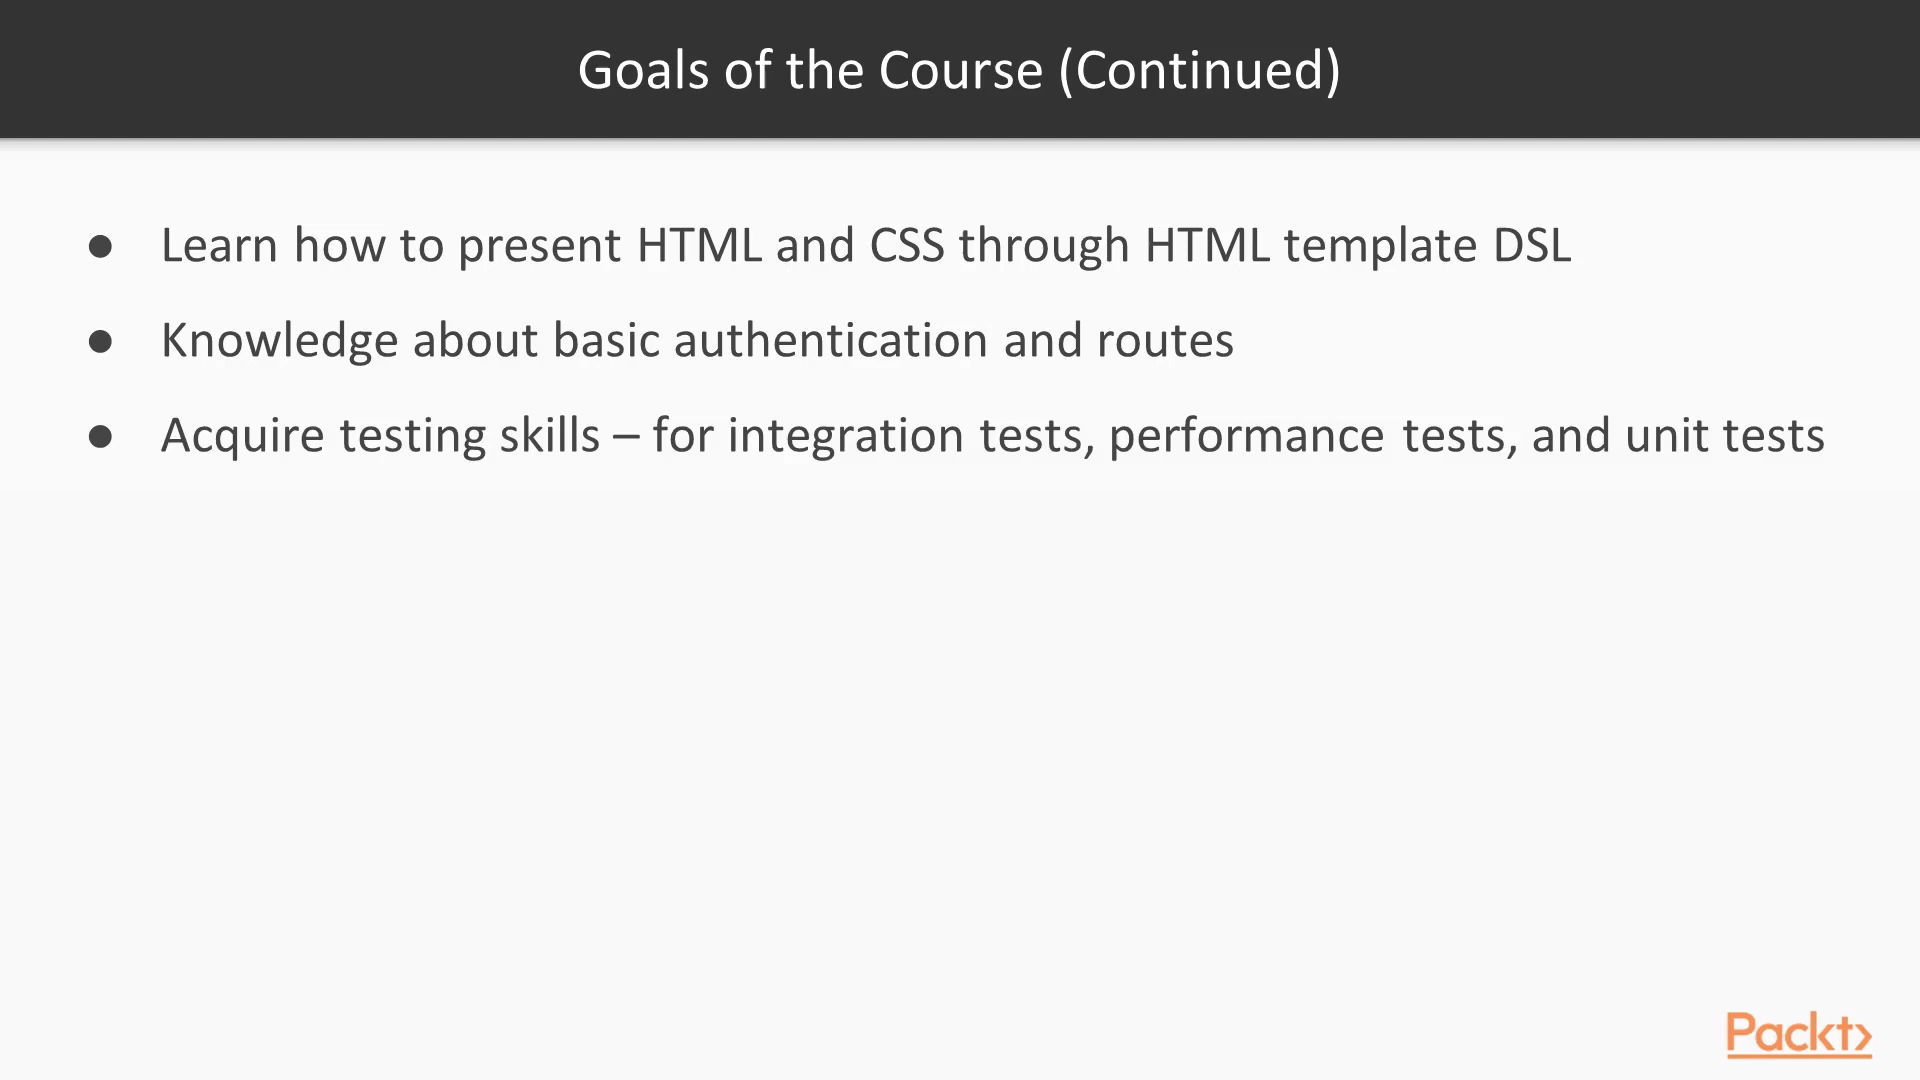 Goals of the Course (Continued)
● Learn how to present HTML and CSS through HTML template DSL
● Knowledge about basic authentication and routes
● Acquire testing skills – for integration tests, performance tests, and unit tests
Packt>